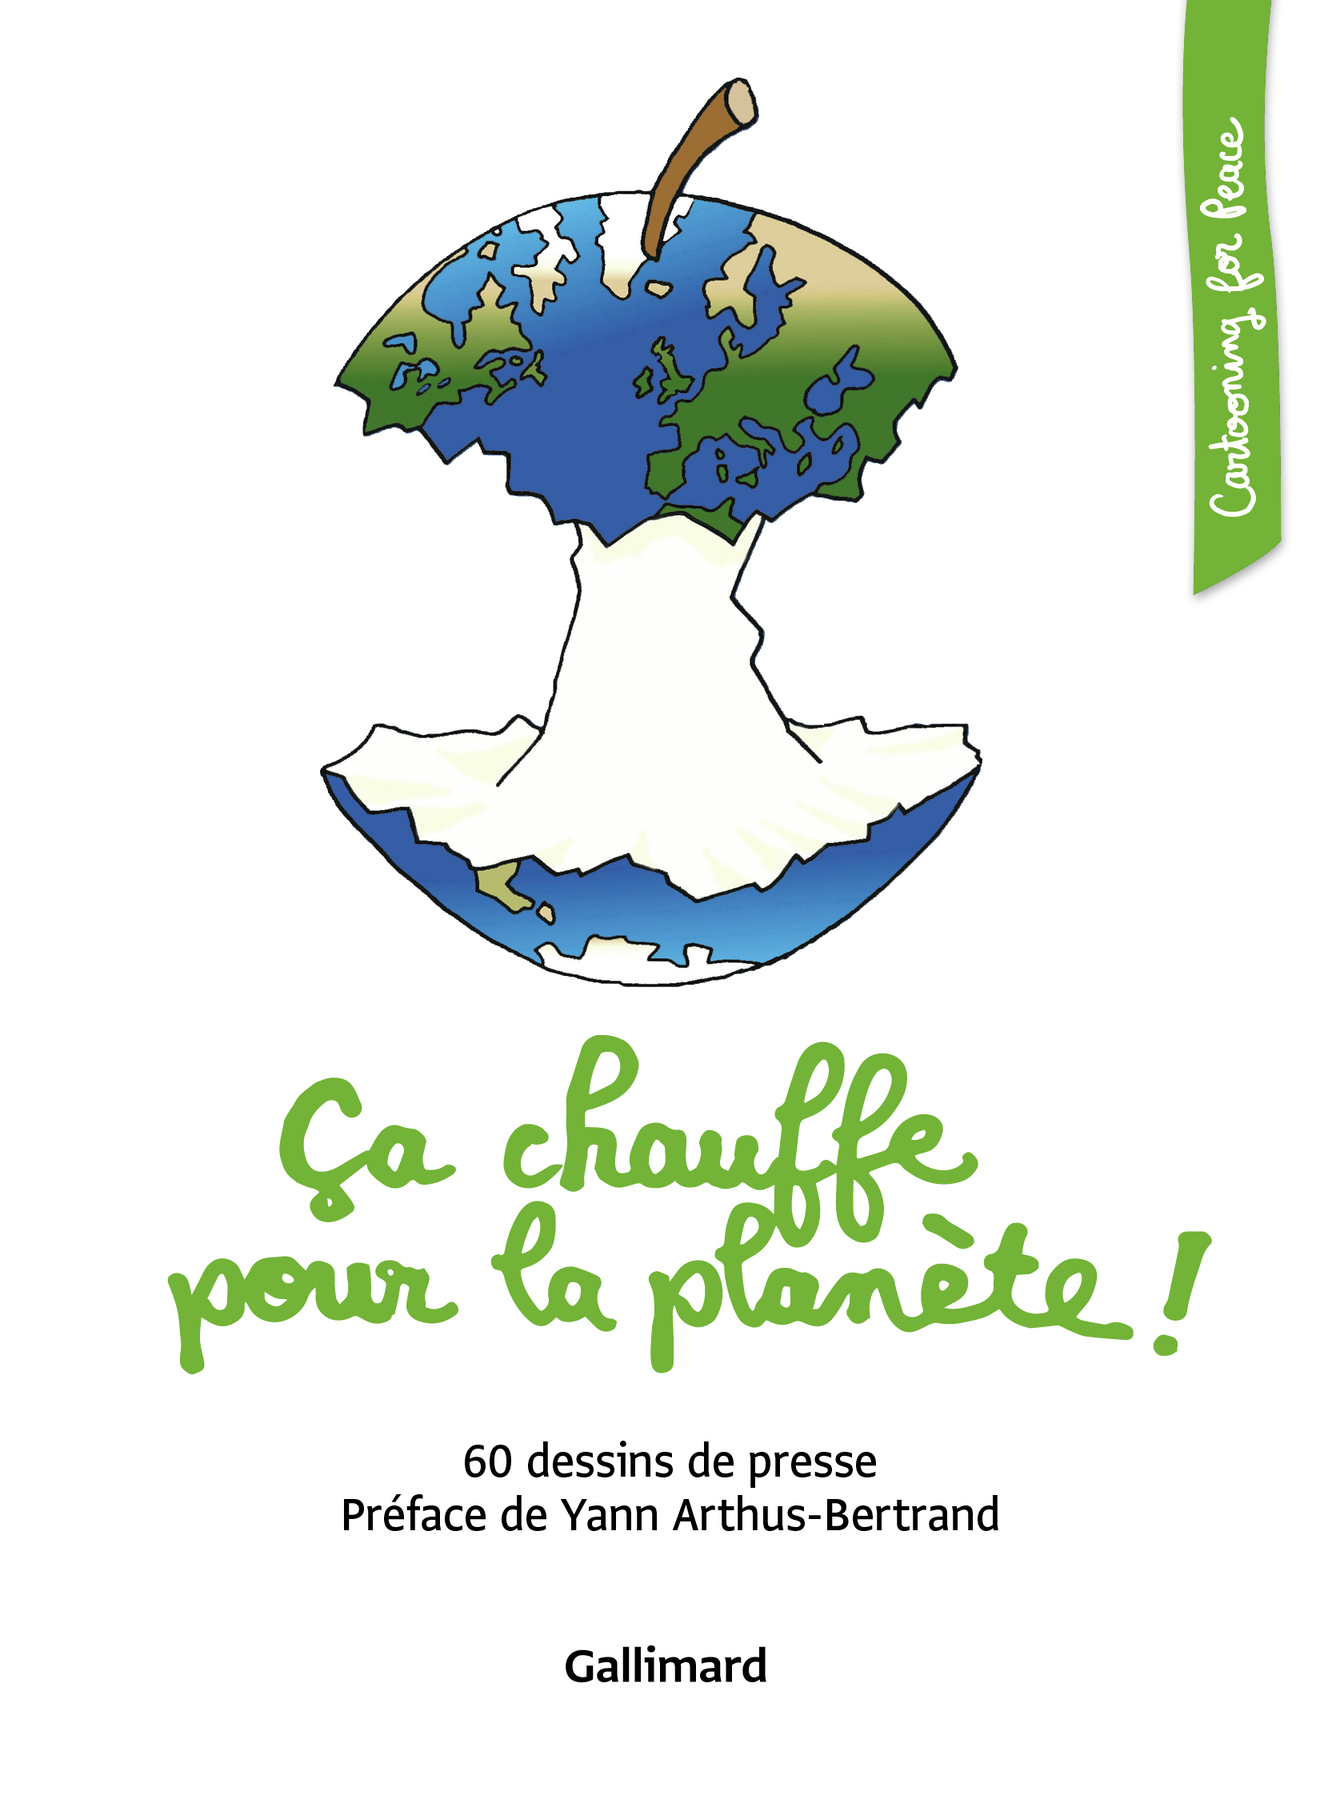 Cartooning for Peace
Ça chauffe
pour la planète !
60 dessins de presse
Préface de Yann Arthus-Bertrand
Gallimard